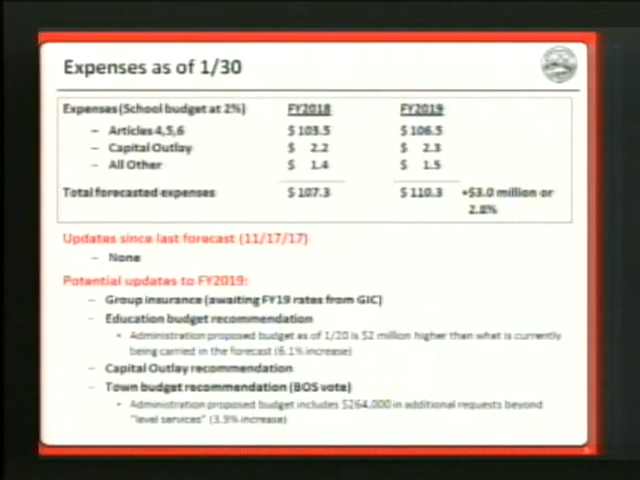 Expenses as of 1/30
Expenses (School budget at 2%) FY2018 FY2019
– Articles 4,5,6 $ 103.5 $ 106.5
– Capital Outlay $ 2.2 $ 2.3
– All Other $ 1.4 $ 1.5
Total forecasted expenses $ 107.3 $ 110.3 +$3.0 million or
2.8%
Updates since last forecast (11/17/17)
– None
Potential updates to FY2019:
– Group insurance (awaiting FY19 rates from GIC)
– Education budget recommendation
• Administration proposed budget as of 1/20 is $2 million higher than what is currently
being carried in the forecast (6.1% increase)
– Capital Outlay recommendation
– Town budget recommendation (BOS vote)
• Administration proposed budget includes $264,000 in additional requests beyond
"level services" (3.9% increase)